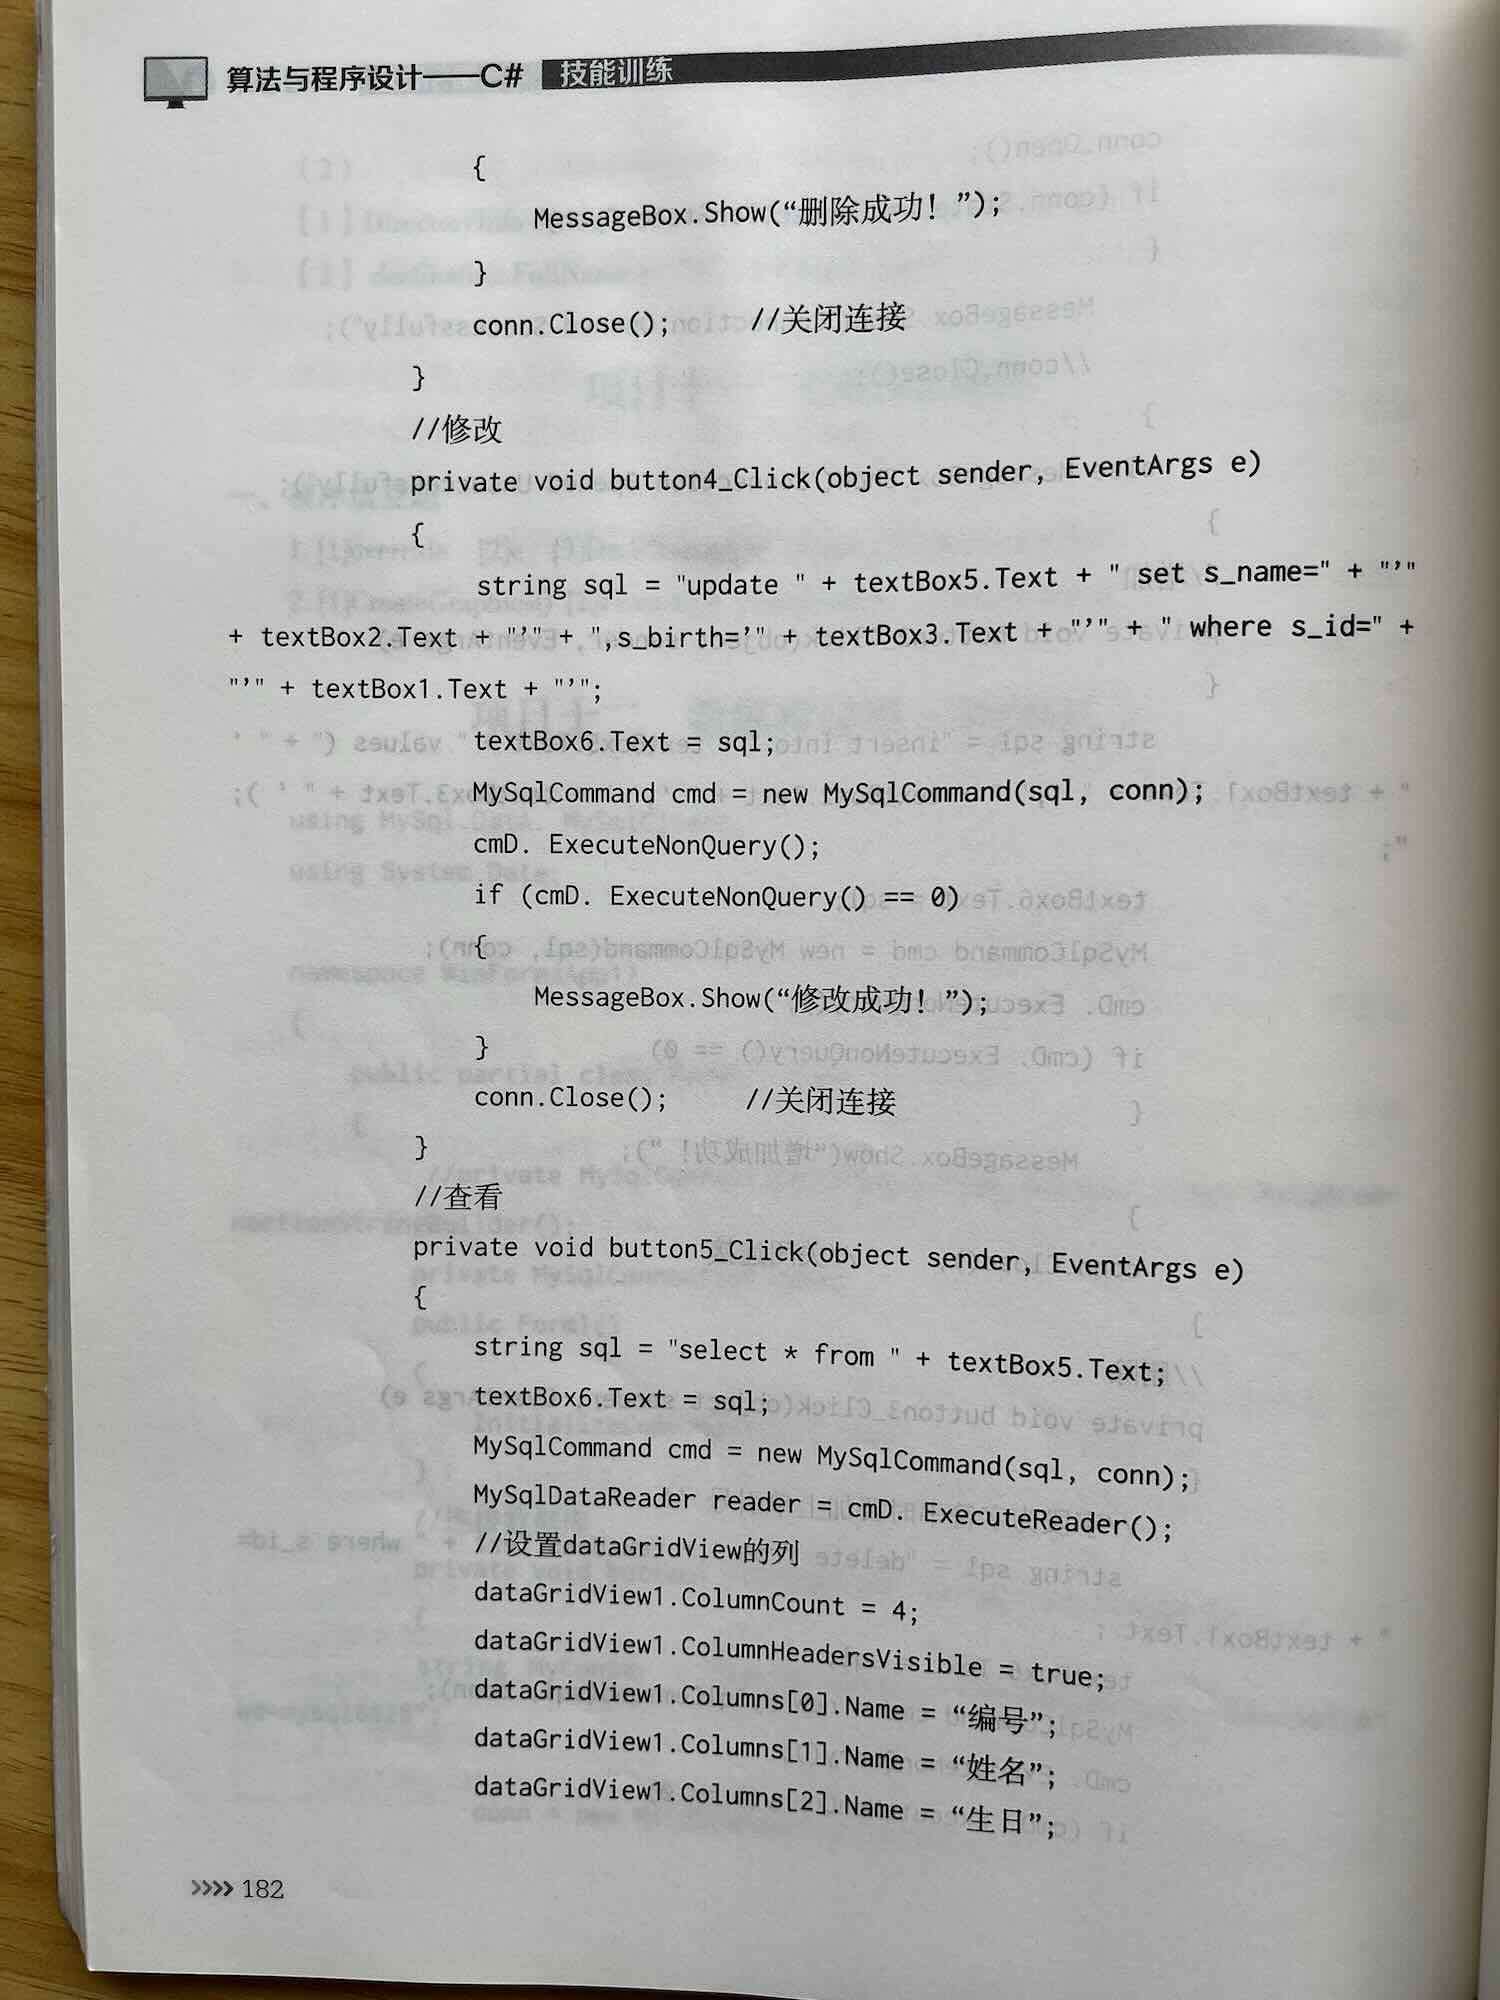 算法与程序设计——C# 技能训练
{
MessageBox.Show(“删除成功！”);
}
conn.Close(); //关闭连接
}
//修改
private void button4_Click(object sender, EventArgs e)
{
string sql = "update " + textBox5.Text + " set s_name=" + "’"
+ textBox2.Text + "’" + ",s_birth=’" + textBox3.Text + "’" + " where s_id=" +
"’" + textBox1.Text + "’";
textBox6.Text = sql;
MySqlCommand cmd = new MySqlCommand(sql, conn);
cmD. ExecuteNonQuery();
if (cmD. ExecuteNonQuery() == 0)
{
MessageBox.Show(“修改成功！”);
}
conn.Close(); //关闭连接
}
//查看
private void button5_Click(object sender, EventArgs e)
{
string sql = "select * from " + textBox5.Text;
textBox6.Text = sql;
MySqlCommand cmd = new MySqlCommand(sql, conn);
MySqlDataReader reader = cmD. ExecuteReader();
//设置dataGridView的列
dataGridView1.ColumnCount = 4;
dataGridView1.ColumnHeadersVisible = true;
dataGridView1.Columns[0].Name = “编号”;
dataGridView1.Columns[1].Name = “姓名”;
dataGridView1.Columns[2].Name = “生日”;
>>>> 182